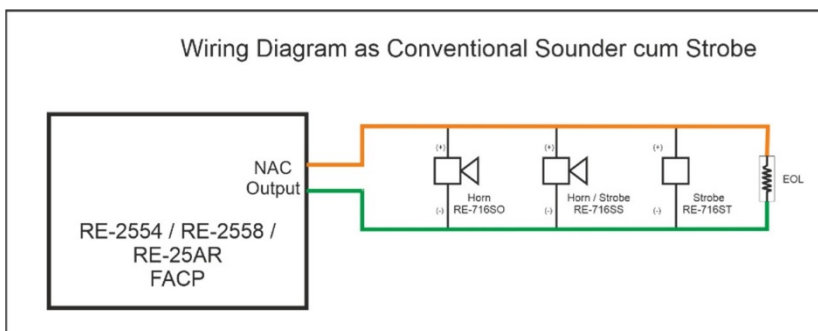 Wiring Diagram as Conventional Sounder cum Strobe
NAC
Output
RE-2554 / RE-2558 /
RE-25AR
FACP
(+)
(+)
(+)
Horn
RE-716SO
Horn / Strobe
RE-716SS
Strobe
RE-716ST
EOL
(-)
(-)
(-)